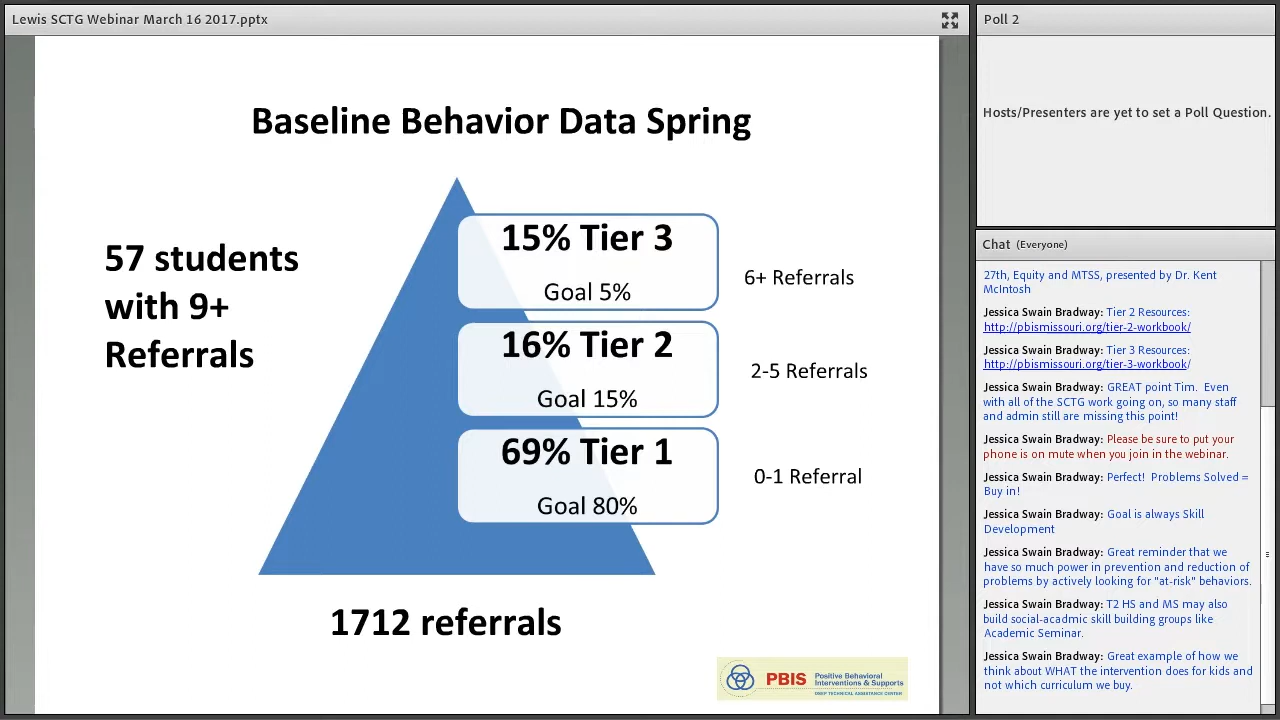 Lewis SCTG Webinar March 16 2017.pptx
Baseline Behavior Data Spring
57 students
with 9+
Referrals
15% Tier 3
Goal 5%
6+ Referrals
16% Tier 2
Goal 15%
2-5 Referrals
69% Tier 1
Goal 80%
0-1 Referral
1712 referrals
PBIS
Positive Behavioral
Interventions & Supports
OSEP TECHNICAL ASSISTANCE CENTER
Poll 2
Hosts/Presenters are yet to set a Poll Question.
Chat (Everyone)
27th, Equity and MTSS, presented by Dr. Kent
McIntosh
Jessica Swain Bradway: Tier 2 Resources:
http://pbismissouri.org/tier-2-workbook/
Jessica Swain Bradway: Tier 3 Resources:
http://pbismissouri.org/tier-3-workbook/
Jessica Swain Bradway: GREAT point Tim. Even
with all of the SCTG work going on, so many staff
and admin still are missing this point!
Jessica Swain Bradway: Please be sure to put your
phone is on mute when you join in the webinar.
Jessica Swain Bradway: Perfect! Problems Solved =
Buy in!
Jessica Swain Bradway: Goal is always Skill
Development
Jessica Swain Bradway: Great reminder that we
have so much power in prevention and reduction of
problems by actively looking for "at-risk" behaviors.
Jessica Swain Bradway: T2 HS and MS may also
build social-acadmic skill building groups like
Academic Seminar.
Jessica Swain Bradway: Great example of how we
think about WHAT the intervention does for kids and
not which curriculum we buy.